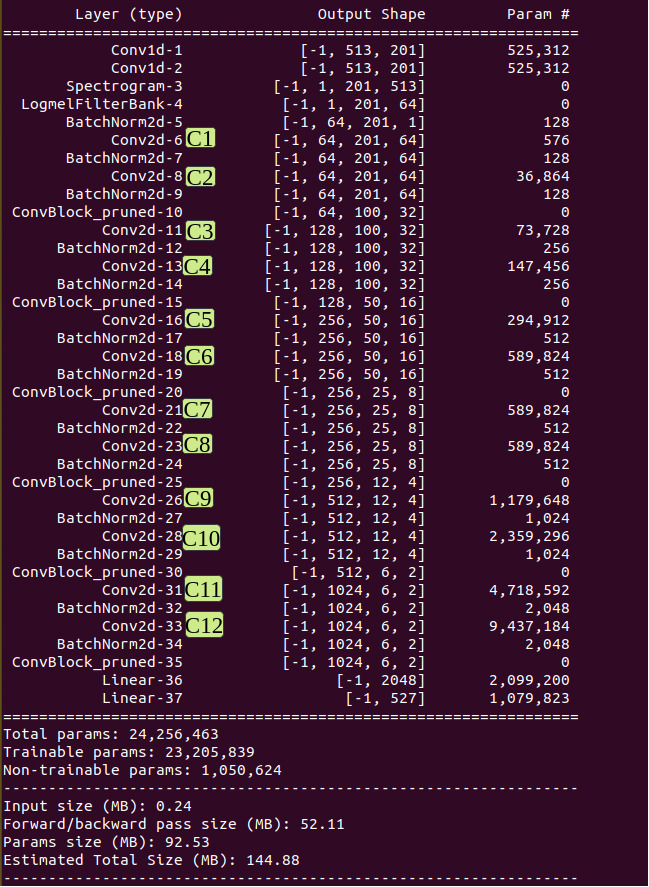 Layer (type) Output Shape Param #
================================================================
Conv1d-1 [-1, 513, 201] 525,312
Conv1d-2 [-1, 513, 201] 525,312
Spectrogram-3 [-1, 1, 201, 513] 0
LogmelFilterBank-4 [-1, 1, 201, 64] 0
BatchNorm2d-5 [-1, 64, 201, 1] 128
Conv2d-6 C1 [-1, 64, 201, 64] 576
BatchNorm2d-7 [-1, 64, 201, 64] 128
Conv2d-8 C2 [-1, 64, 201, 64] 36,864
BatchNorm2d-9 [-1, 64, 201, 64] 128
ConvBlock_pruned-10 [-1, 64, 100, 32] 0
Conv2d-11 C3 [-1, 128, 100, 32] 73,728
BatchNorm2d-12 [-1, 128, 100, 32] 256
Conv2d-13 C4 [-1, 128, 100, 32] 147,456
BatchNorm2d-14 [-1, 128, 100, 32] 256
ConvBlock_pruned-15 [-1, 128, 50, 16] 0
Conv2d-16 C5 [-1, 256, 50, 16] 294,912
BatchNorm2d-17 [-1, 256, 50, 16] 512
Conv2d-18 C6 [-1, 256, 50, 16] 589,824
BatchNorm2d-19 [-1, 256, 50, 16] 512
ConvBlock_pruned-20 [-1, 256, 25, 8] 0
Conv2d-21 C7 [-1, 256, 25, 8] 589,824
BatchNorm2d-22 [-1, 256, 25, 8] 512
Conv2d-23 C8 [-1, 256, 25, 8] 589,824
BatchNorm2d-24 [-1, 256, 25, 8] 512
ConvBlock_pruned-25 [-1, 256, 12, 4] 0
Conv2d-26 C9 [-1, 512, 12, 4] 1,179,648
BatchNorm2d-27 [-1, 512, 12, 4] 1,024
Conv2d-28 C10 [-1, 512, 12, 4] 2,359,296
BatchNorm2d-29 [-1, 512, 12, 4] 1,024
ConvBlock_pruned-30 [-1, 512, 6, 2] 0
Conv2d-31 C11 [-1, 1024, 6, 2] 4,718,592
BatchNorm2d-32 [-1, 1024, 6, 2] 2,048
Conv2d-33 C12 [-1, 1024, 6, 2] 9,437,184
BatchNorm2d-34 [-1, 1024, 6, 2] 2,048
ConvBlock_pruned-35 [-1, 1024, 6, 2] 0
Linear-36 [-1, 2048] 2,099,200
Linear-37 [-1, 527] 1,079,823
================================================================
Total params: 24,256,463
Trainable params: 23,205,839
Non-trainable params: 1,050,624
----------------------------------------------------------------
Input size (MB): 0.24
Forward/backward pass size (MB): 52.11
Params size (MB): 92.53
Estimated Total Size (MB): 144.88
----------------------------------------------------------------